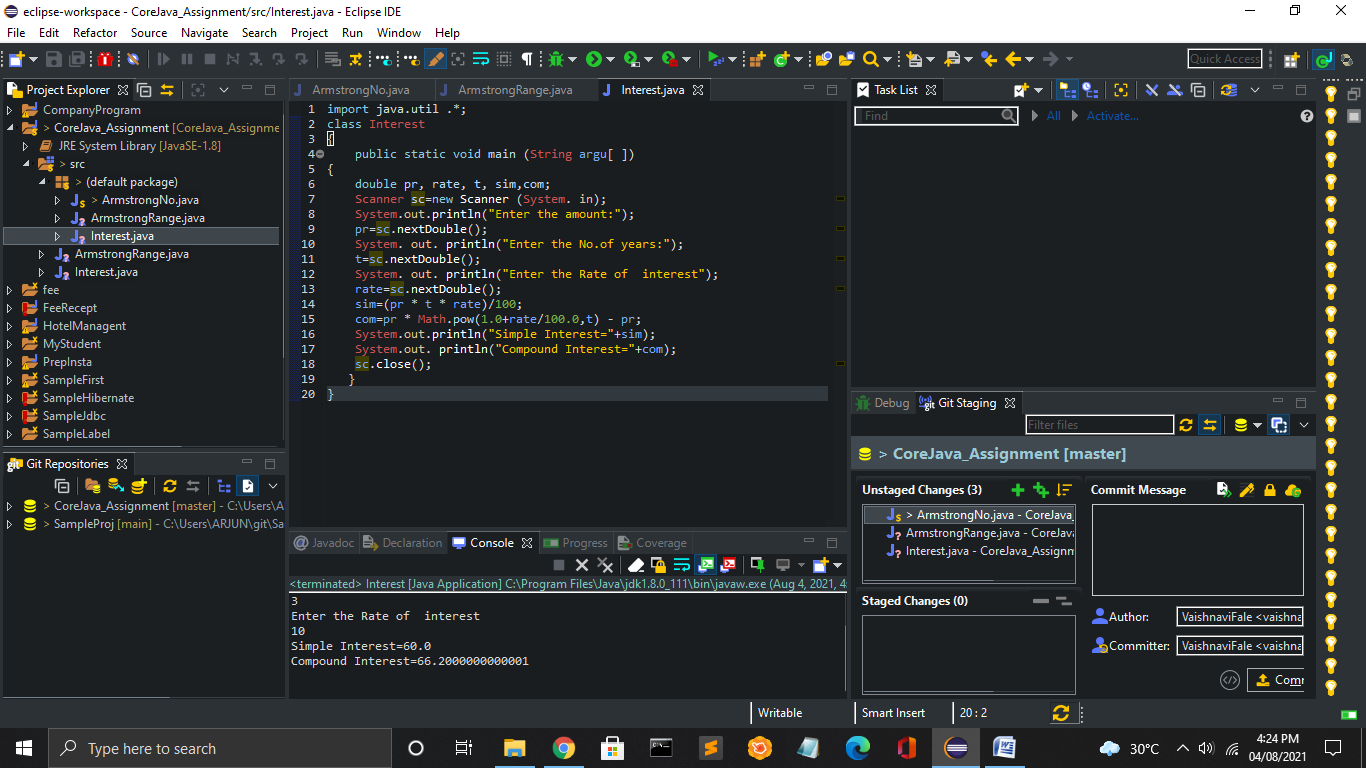 eclipse-workspace - CoreJava_Assignment/src/Interest.java - Eclipse IDE
File Edit Refactor Source Navigate Search Project Run Window Help
Quick Access
Project Explorer
CompanyProgram
> CoreJava_Assignment [CoreJava_Assignme
JRE System Library [JavaSE-1.8]
> src
> (default package)
> ArmstrongNo.java
ArmstrongRange.java
Interest.java
ArmstrongRange.java
Interest.java
fee
FeeRecept
HotelManagent
MyStudent
PrepInsta
SampleFirst
SampleHibernate
SampleJdbc
SampleLabel
Git Repositories
> CoreJava_Assignment [master] - C:\Users\A
> SampleProj [main] - C:\Users\ARJUN\git\Sa
ArmstrongNo.java ArmstrongRange.java Interest.java
1 import java.util .*;
2 class Interest
3 {
4 public static void main (String argu[ ])
5 {
6 double pr, rate, t, sim,com;
7 Scanner sc=new Scanner (System. in);
8 System.out.println("Enter the amount:");
9 pr=sc.nextDouble();
10 System. out. println("Enter the No.of years:");
11 t=sc.nextDouble();
12 System. out. println("Enter the Rate of  interest");
13 rate=sc.nextDouble();
14 sim=(pr * t * rate)/100;
15 com=pr * Math.pow(1.0+rate/100.0,t) - pr;
16 System.out.println("Simple Interest="+sim);
17 System.out. println("Compound Interest="+com);
18 sc.close();
19 }
20 }
@ Javadoc Declaration Console Progress Coverage
<terminated> Interest [Java Application] C:\Program Files\Java\jdk1.8.0_111\bin\javaw.exe (Aug 4, 2021, 4:
3
Enter the Rate of  interest
10
Simple Interest=60.0
Compound Interest=66.2000000000001
Task List
Find All Activate...
Debug Git Staging
Filter files
> CoreJava_Assignment [master]
Unstaged Changes (3)
> ArmstrongNo.java - CoreJava_
ArmstrongRange.java - CoreJava
Interest.java - CoreJava_Assignm
Staged Changes (0)
Commit Message
Author: VaishnaviFale <vaishna
Committer: VaishnaviFale <vaishna
Comr
Writable Smart Insert 20 : 2
Type here to search
30°C
4:24 PM
04/08/2021